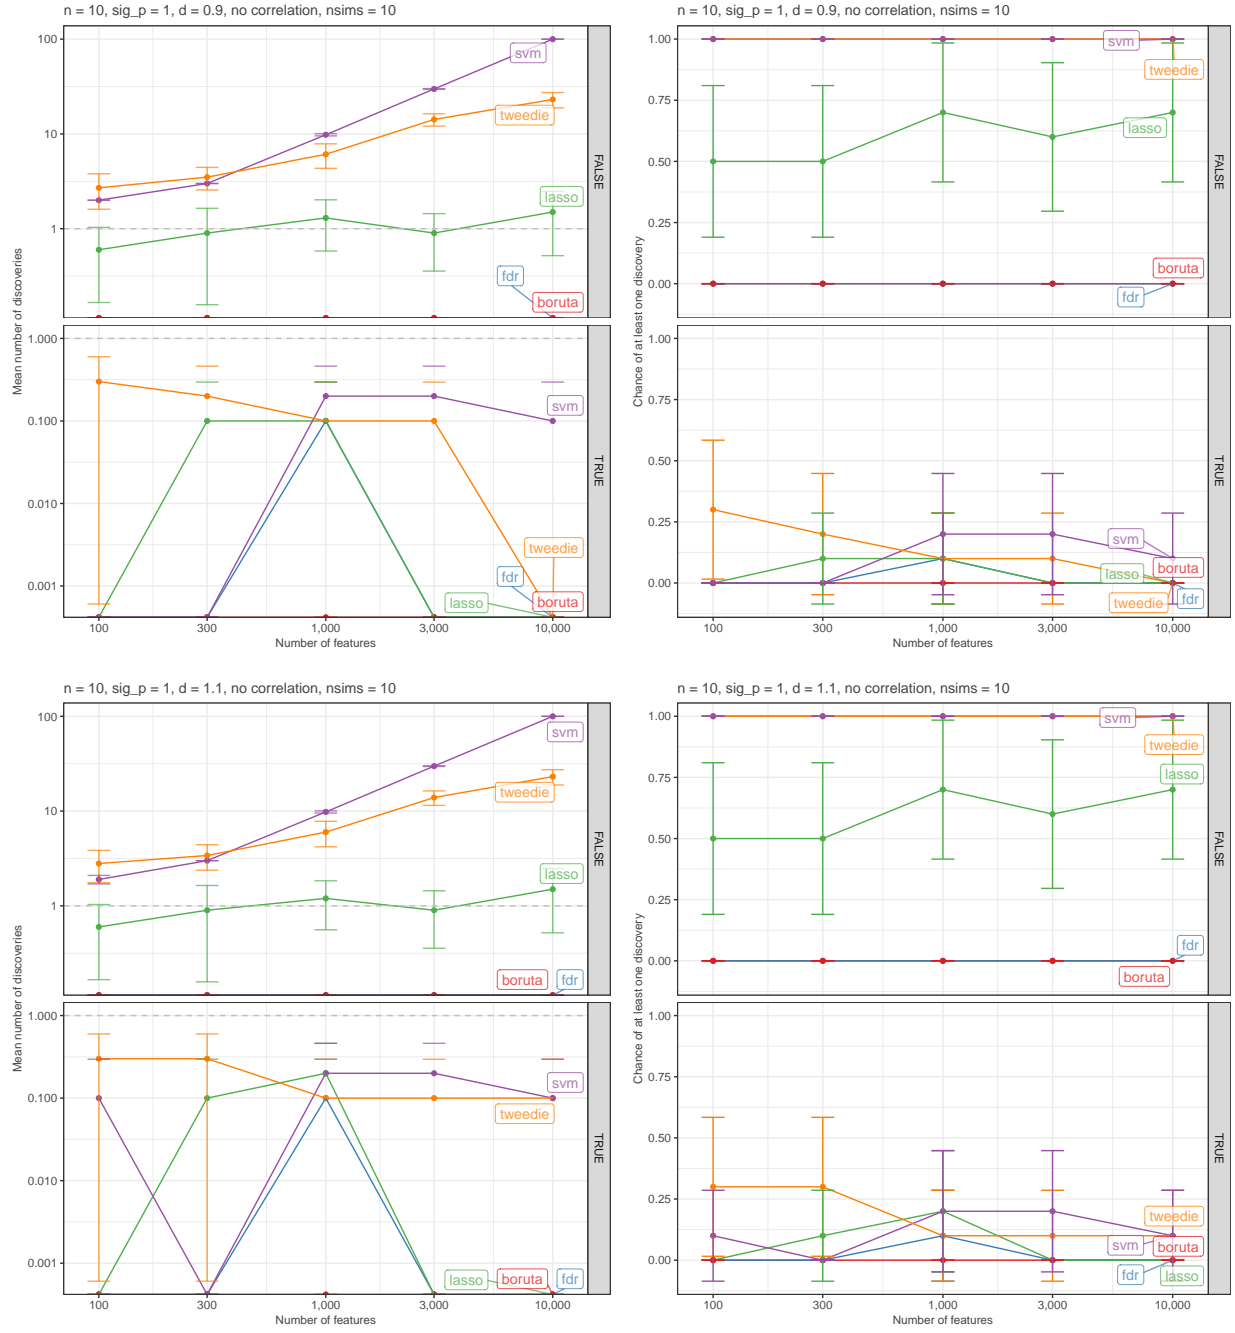 n = 10, sig_p = 1, d = 0.9, no correlation, nsims = 10
Mean number of discoveries
100
10
1
svm
tweedie
lasso
fdr
boruta
FALSE
1.000
0.100
0.010
0.001
svm
tweedie
fdr
boruta
lasso
TRUE
100
300
1,000
3,000
10,000
Number of features
n = 10, sig_p = 1, d = 0.9, no correlation, nsims = 10
Chance of at least one discovery
1.00
0.75
0.50
0.25
0.00
svm
tweedie
lasso
boruta
fdr
FALSE
1.00
0.75
0.50
0.25
0.00
svm
boruta
lasso
tweedie
fdr
TRUE
100
300
1,000
3,000
10,000
Number of features
n = 10, sig_p = 1, d = 1.1, no correlation, nsims = 10
Mean number of discoveries
100
10
1
svm
tweedie
lasso
boruta
fdr
FALSE
1.000
0.100
0.010
0.001
svm
tweedie
lasso
boruta
fdr
TRUE
100
300
1,000
3,000
10,000
Number of features
n = 10, sig_p = 1, d = 1.1, no correlation, nsims = 10
Chance of at least one discovery
1.00
0.75
0.50
0.25
0.00
svm
tweedie
lasso
fdr
boruta
FALSE
1.00
0.75
0.50
0.25
0.00
tweedie
svm
boruta
fdr
lasso
TRUE
100
300
1,000
3,000
10,000
Number of features